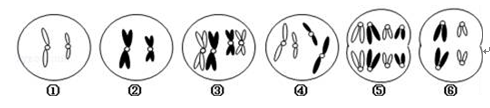 ① ② ③ ④ ⑤ ⑥